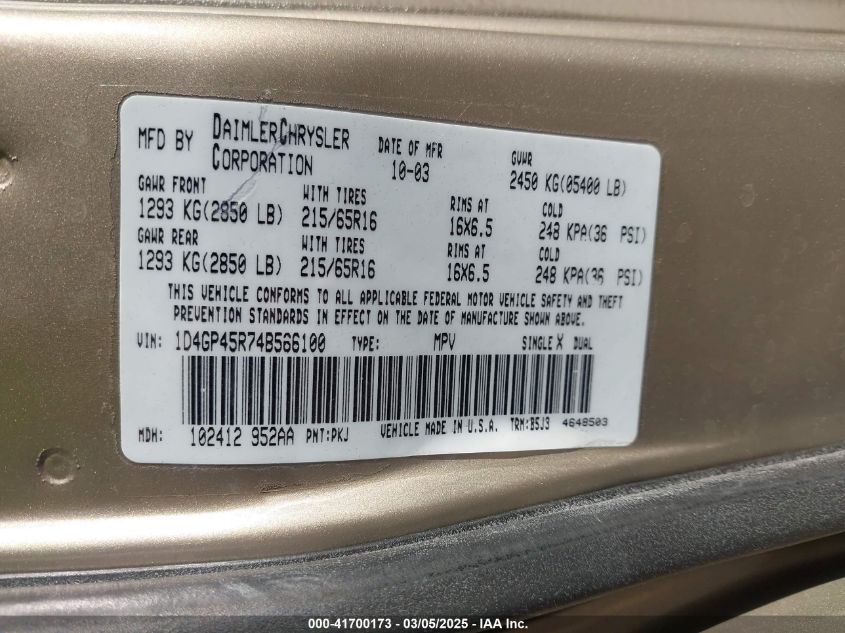 MFD BY DAIMLERCHRYSLER CORPORATION
DATE OF MFR 10-03
GVWR 2450 KG(05400 LB)
GAWR FRONT WITH TIRES RIMS AT COLD
1293 KG(2850 LB) 215/65R16 16X6.5 248 KPA(36 PSI)
GAWR REAR WITH TIRES RIMS AT COLD
1293 KG(2850 LB) 215/65R16 16X6.5 248 KPA(36 PSI)
THIS VEHICLE CONFORMS TO ALL APPLICABLE FEDERAL MOTOR VEHICLE SAFETY AND THEFT
PREVENTION STANDARDS IN EFFECT ON THE DATE OF MANUFACTURE SHOWN ABOVE.
VIN: 1D4GP45R74B566100 TYPE: MPV SINGLE X DUAL
MDH: 102412 952AA PNT:PKJ VEHICLE MADE IN U.S.A. TRM:B5J3 4648503
000-41700173 - 03/05/2025 - IAA Inc.